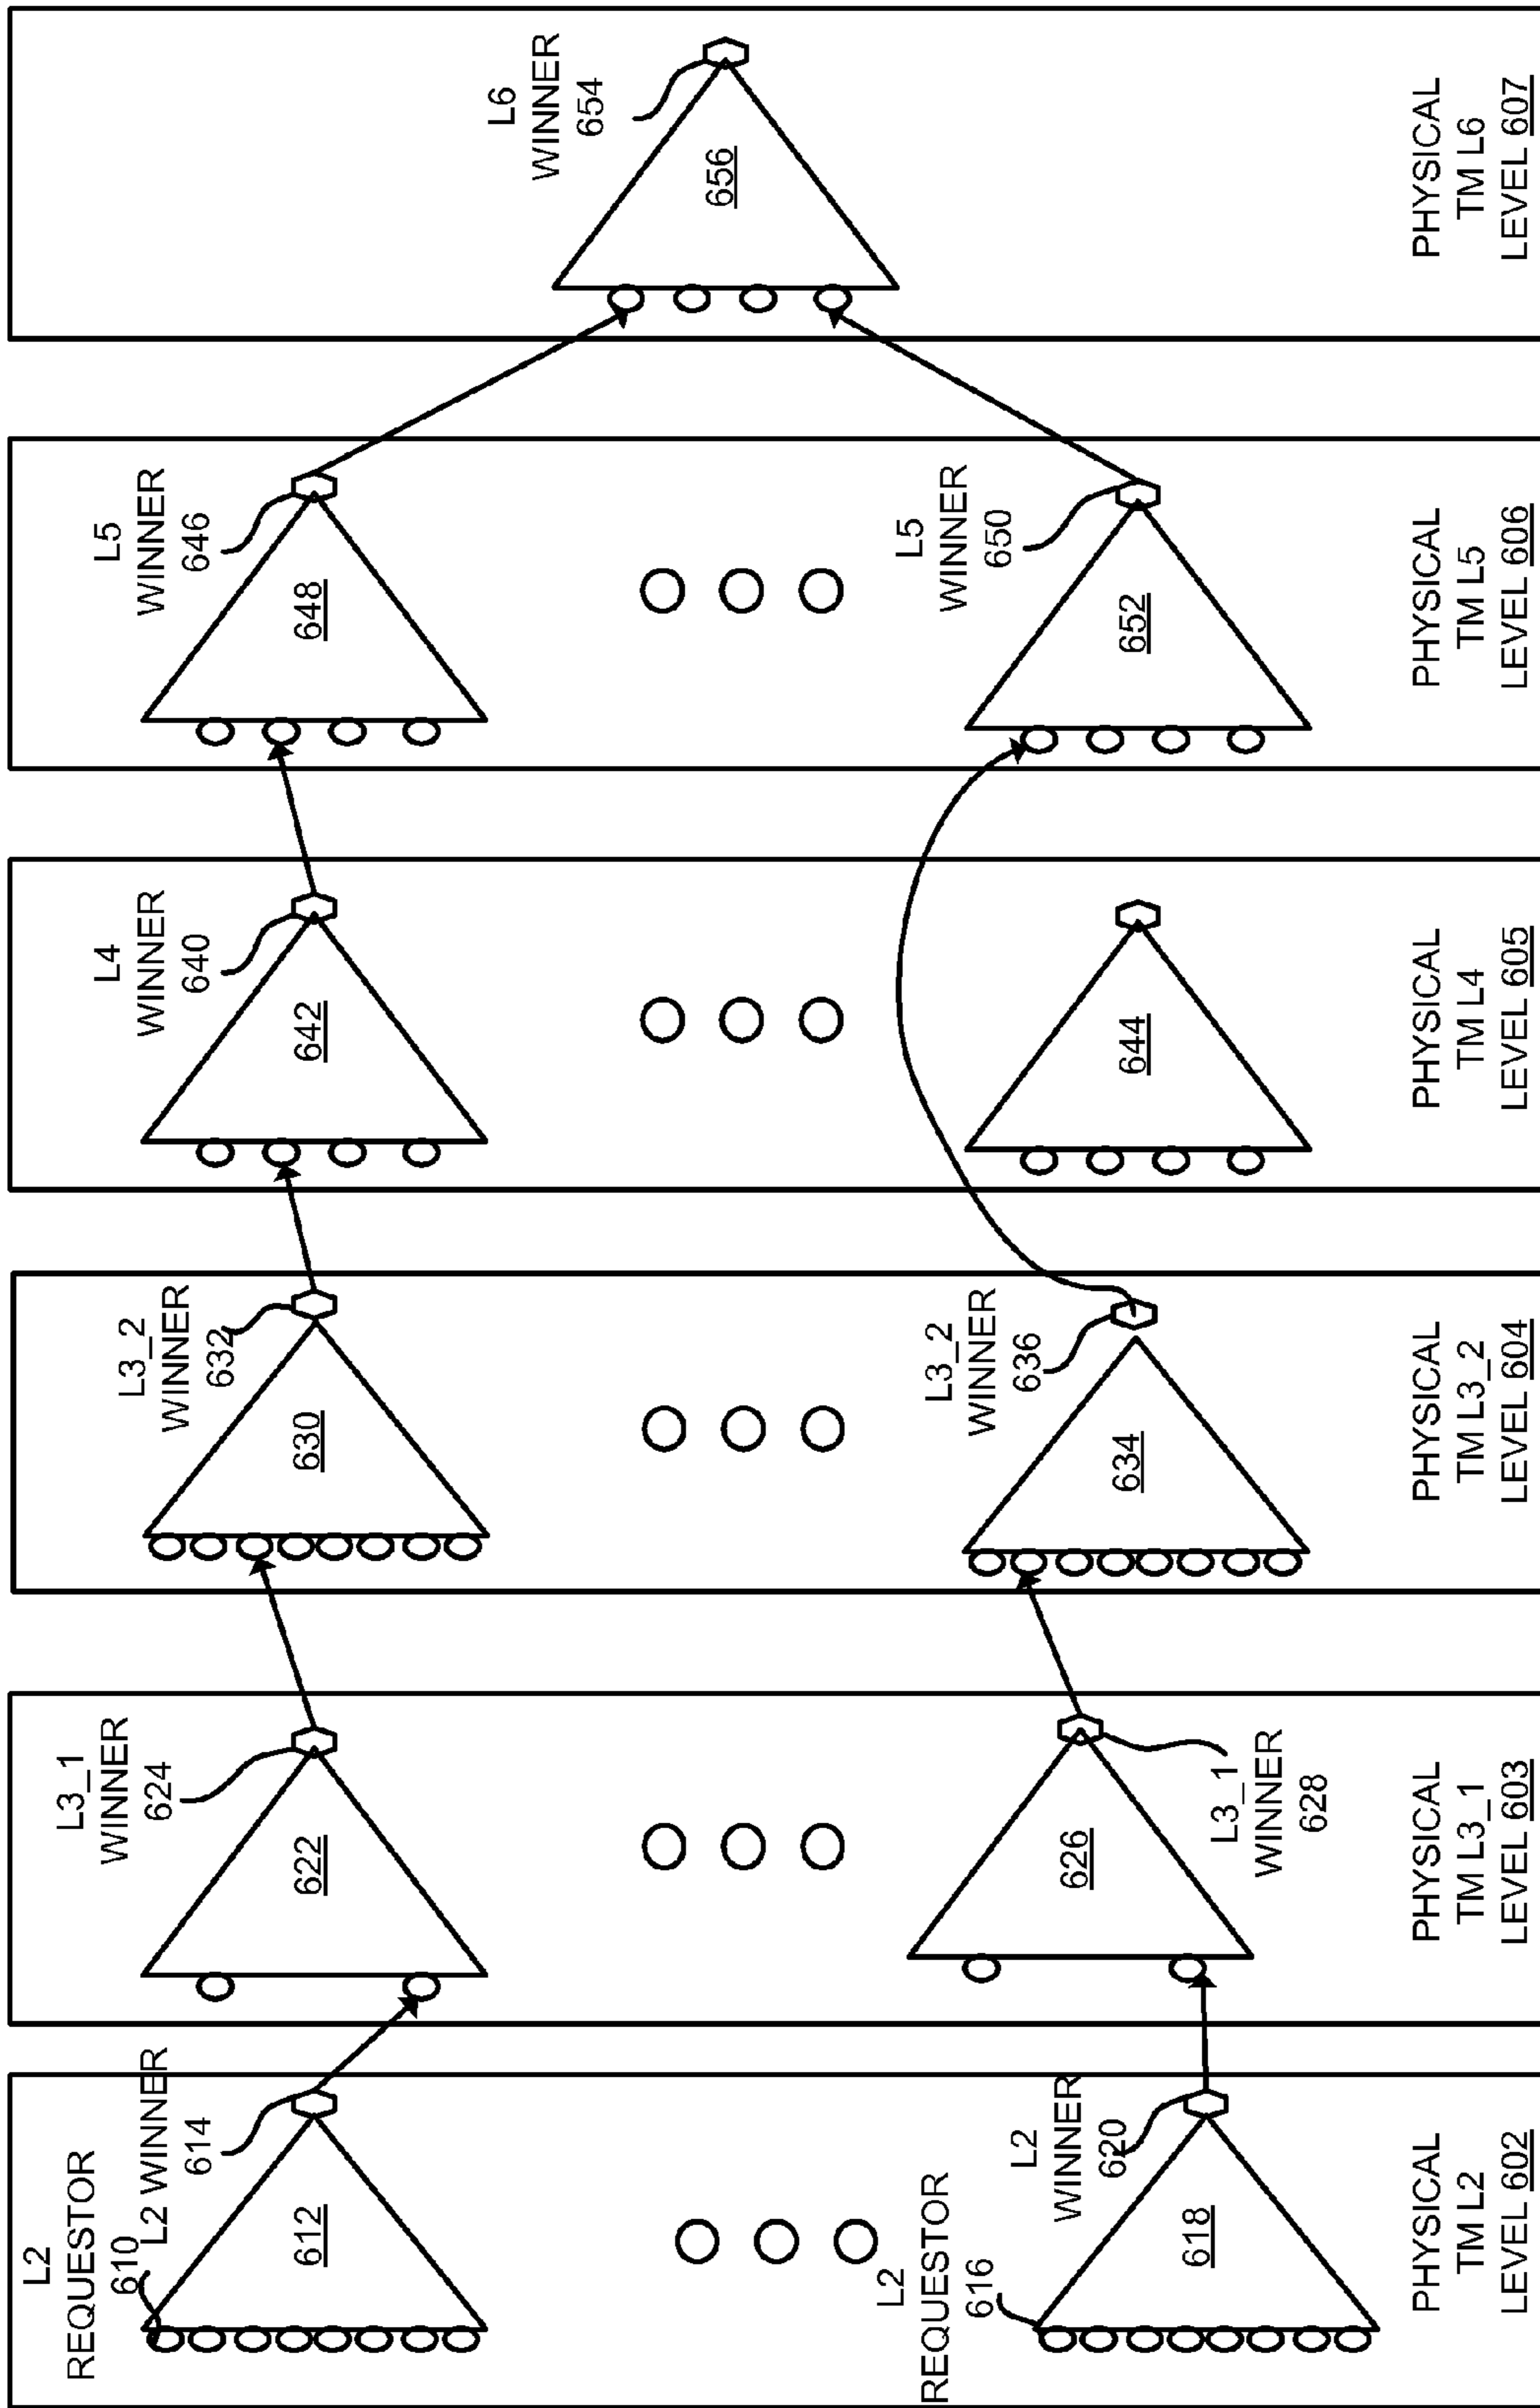 L2
REQUESTOR
610
L2 WINNER
614
612
L2
REQUESTOR
616
L2
WINNER
620
618
PHYSICAL
TM L2
LEVEL 602
L3_1
WINNER
624
622
626
L3_1
WINNER
628
PHYSICAL
TM L3_1
LEVEL 603
L3_2
WINNER
632
630
L3_2
WINNER
636
634
PHYSICAL
TM L3_2
LEVEL 604
L4
WINNER
640
642
644
PHYSICAL
TM L4
LEVEL 605
L5
WINNER
646
648
L5
WINNER
650
652
PHYSICAL
TM L5
LEVEL 606
L6
WINNER
654
656
PHYSICAL
TM L6
LEVEL 607